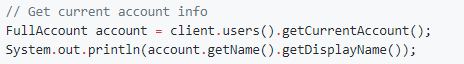 // Get current account info
FullAccount account = client.users().getCurrentAccount();
System.out.println(account.getName().getDisplayName());